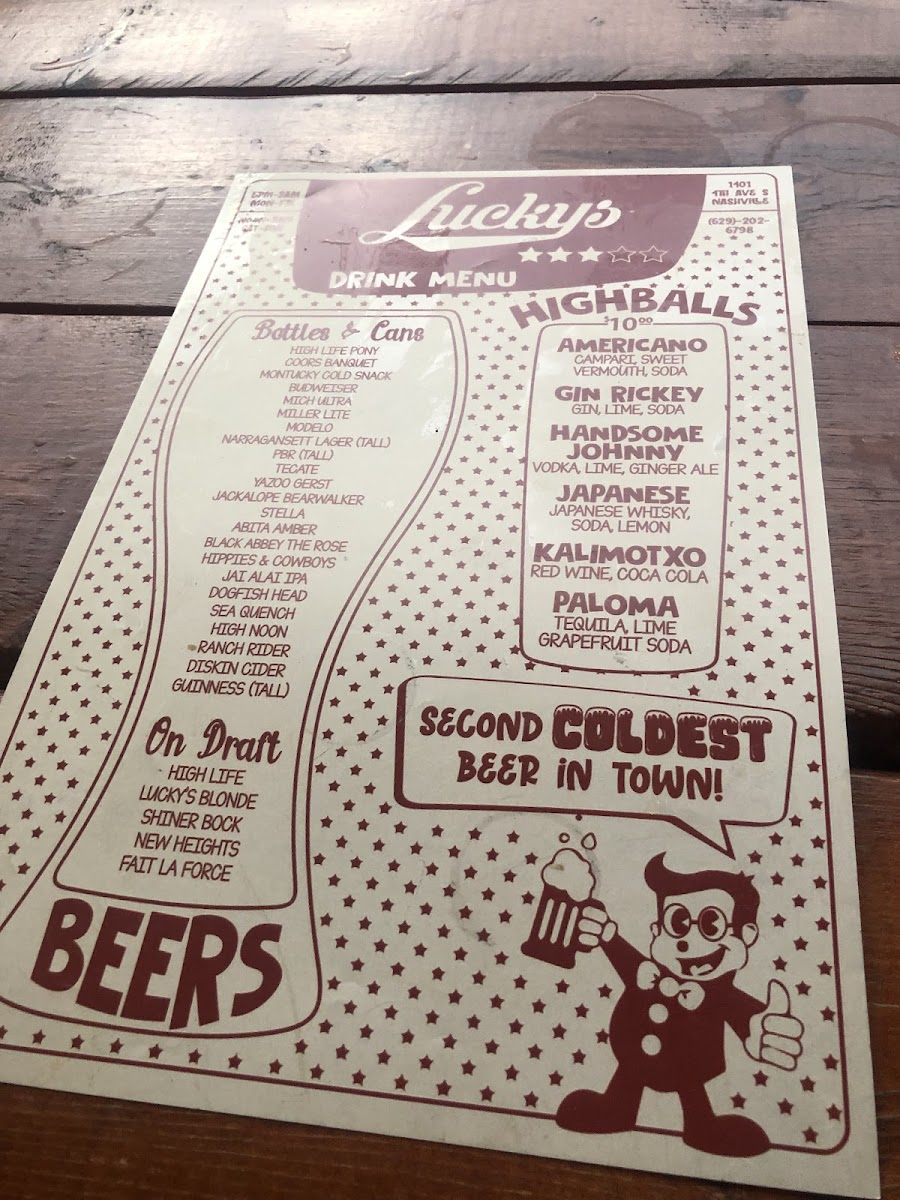 5PM-3AM
MON-FRI
Lucky's
DRINK MENU
1401
4TH AVE S
NASHVILLE
(629)-202-
6798
Bottles & Cans
HIGH LIFE PONY
COORS BANQUET
MONTUCKY COLD SNACK
BUDWEISER
MICH ULTRA
MILLER LITE
MODELO
NARRAGANSETT LAGER (TALL)
PBR (TALL)
TECATE
YAZOO GERST
JACKALOPE BEARWALKER
STELLA
ABITA AMBER
BLACK ABBEY THE ROSE
HIPPIES & COWBOYS
JAI ALAI IPA
DOGFISH HEAD
SEA QUENCH
HIGH NOON
RANCH RIDER
DISKIN CIDER
GUINNESS (TALL)
On Draft
HIGH LIFE
LUCKY'S BLONDE
SHINER BOCK
NEW HEIGHTS
FAIT LA FORCE
BEERS
HIGHBALLS
$10.00
AMERICANO
CAMPARI, SWEET
VERMOUTH, SODA
GIN RICKEY
GIN, LIME, SODA
HANDSOME
JOHNNY
VODKA, LIME, GINGER ALE
JAPANESE
JAPANESE WHISKY,
SODA, LEMON
KALIMOTXO
RED WINE, COCA COLA
PALOMA
TEQUILA, LIME
GRAPEFRUIT SODA
SECOND COLDEST
BEER IN TOWN!